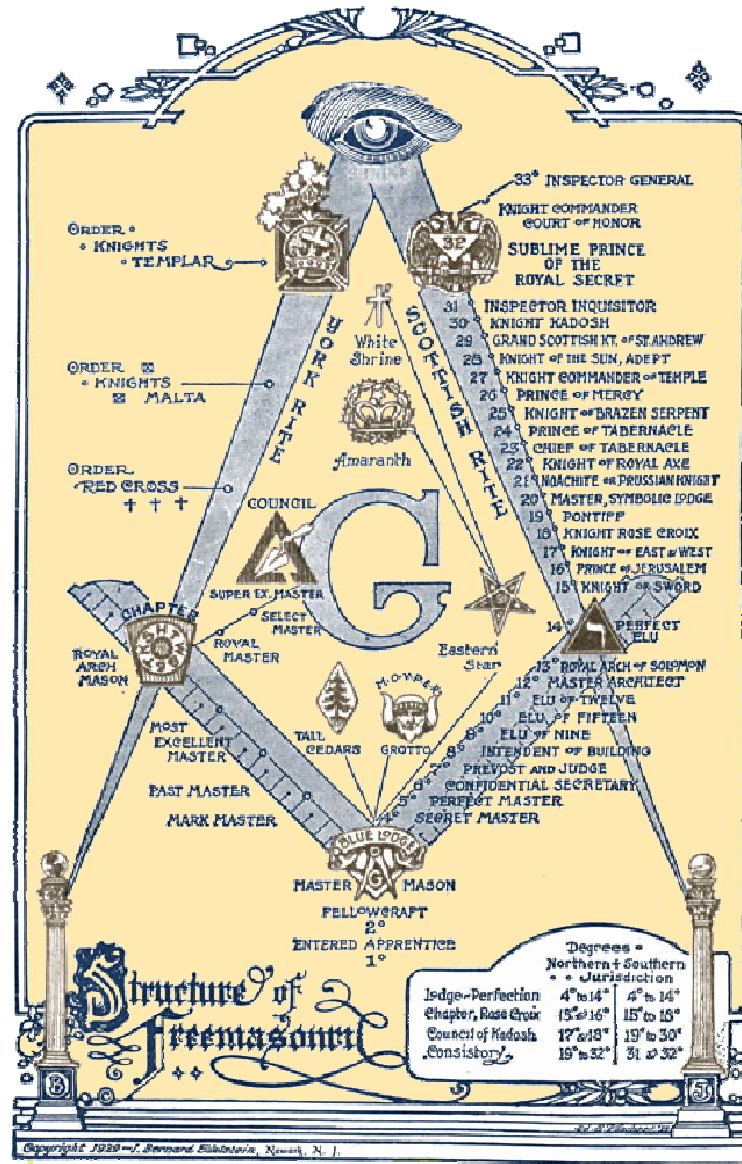 33° INSPECTOR GENERAL
KNIGHT COMMANDER
COURT OF HONOR
32
SUBLIME PRINCE
OF THE
ROYAL SECRET
ORDER
KNIGHTS
TEMPLAR
YORK RITE
SCOTTISH RITE
31° INSPECTOR INQUISITOR
30° KNIGHT KADOSH
29° GRAND SCOTTISH KT. OF ST. ANDREW
28° KNIGHT OF THE SUN, ADEPT
27° KNIGHT COMMANDER OF TEMPLE
26° PRINCE OF MERCY
25° KNIGHT OF BRAZEN SERPENT
24° PRINCE OF TABERNACLE
23° CHIEF OF TABERNACLE
22° KNIGHT OF ROYAL AXE
21° NOACHITE OR PRUSSIAN KNIGHT
20° MASTER, SYMBOLIC LODGE
19° PONTIFF
18° KNIGHT ROSE CROIX
17° KNIGHT OF EAST & WEST
16° PRINCE OF JERUSALEM
15° KNIGHT OR SWORD
14° PERFECT
ELU
13° ROYAL ARCH OF SOLOMON
12° MASTER ARCHITECT
11° ELU OF TWELVE
10° ELU OF FIFTEEN
9° ELU OF NINE
8° INTENDENT OF BUILDING
7° PREVOST AND JUDGE
6° CONFIDENTIAL SECRETARY
5° PERFECT MASTER
4° SECRET MASTER
White
Shrine
Amaranth
ORDER
KNIGHTS
MALTA
ORDER
RED CROSS
COUNCIL
SUPER EX. MASTER
SELECT
MASTER
ROYAL
MASTER
G
Eastern
Star
CHAPTER
ROYAL
ARCH
MASON
MOST
EXCELLENT
MASTER
PAST MASTER
MARK MASTER
TALL
CEDARS
GROTTO
BLUE LODGE
G
MASTER MASON
FELLOWCRAFT
2°
ENTERED APPRENTICE
1°
Structure of
Freemasonry
Degrees
Northern + Southern
Jurisdiction
Lodge-Perfection 4° to 14° 4° to 14°
Chapter, Rose Croix 15° & 16° 15° to 18°
Council of Kadosh 17° & 18° 19° to 30°
Consistory 19° to 32° 31 & 32°
B
J
Copyright 1929 Bernard Newark, N. J.